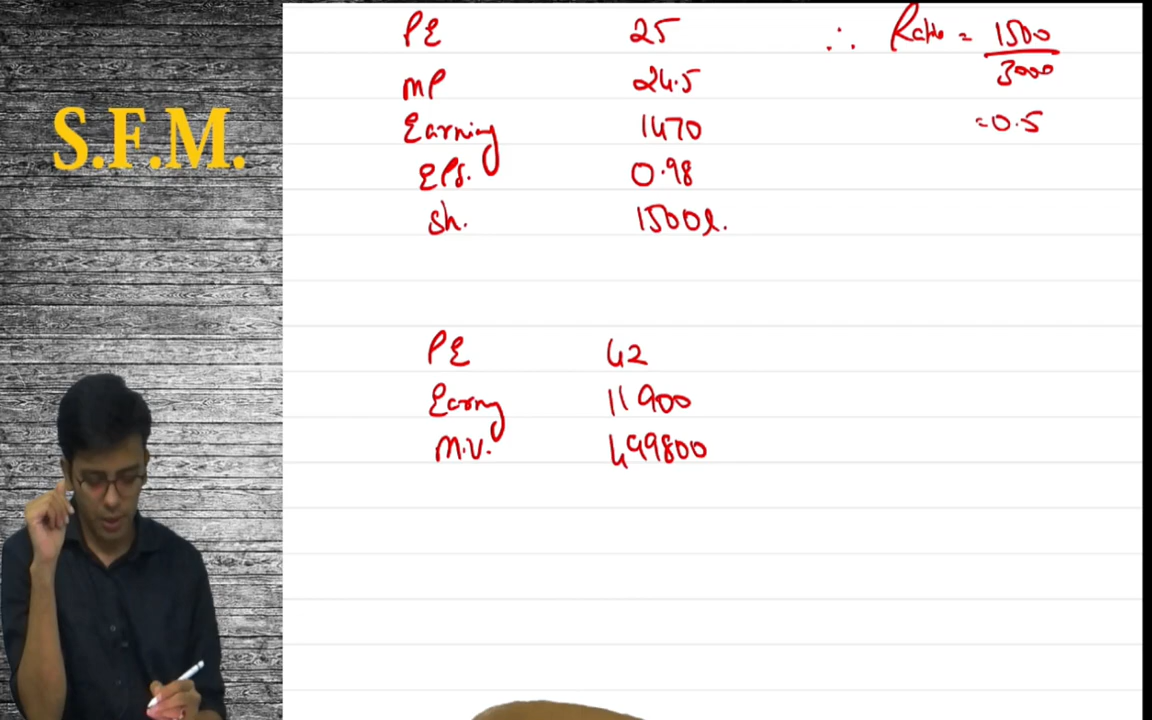 S.F.M.
PE 25
MP 24.5
Earning 1470
EPS. 0.98
Sh. 1500l.
∴ Ratio = 1500/3000
= 0.5
PE 42
Earny 11900
M.V. 499800